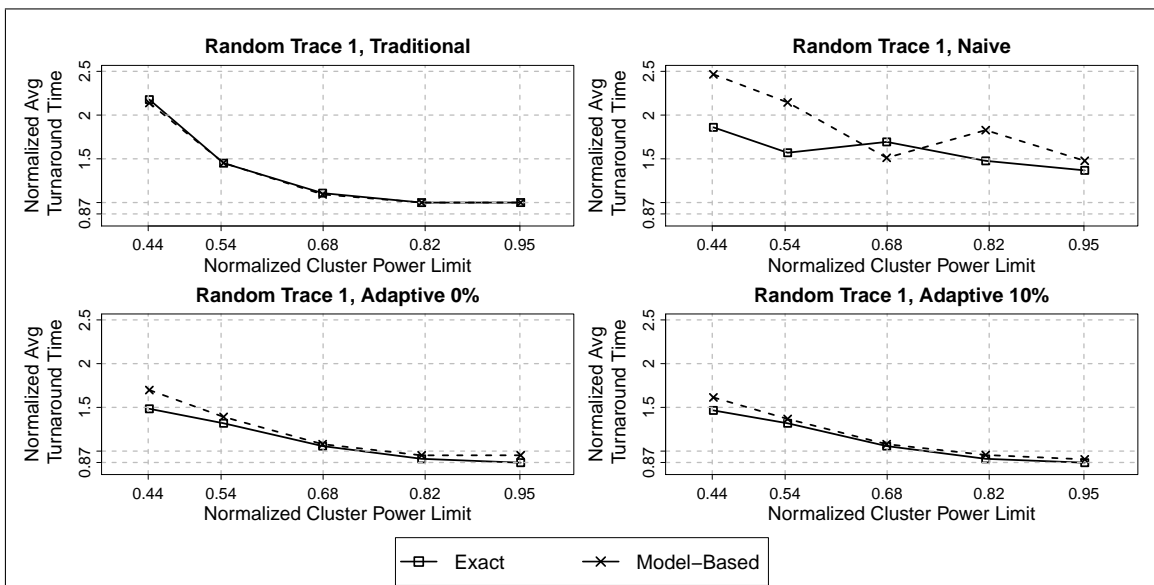 Random Trace 1, Traditional
Normalized Avg
Turnaround Time
2.5
2
1.5
0.87
0.44 0.54 0.68 0.82 0.95
Normalized Cluster Power Limit
Random Trace 1, Naive
Normalized Avg
Turnaround Time
2.5
2
1.5
0.87
0.44 0.54 0.68 0.82 0.95
Normalized Cluster Power Limit
Random Trace 1, Adaptive 0%
Normalized Avg
Turnaround Time
2.5
2
1.5
0.87
0.44 0.54 0.68 0.82 0.95
Normalized Cluster Power Limit
Random Trace 1, Adaptive 10%
Normalized Avg
Turnaround Time
2.5
2
1.5
0.87
0.44 0.54 0.68 0.82 0.95
Normalized Cluster Power Limit
Exact Model−Based